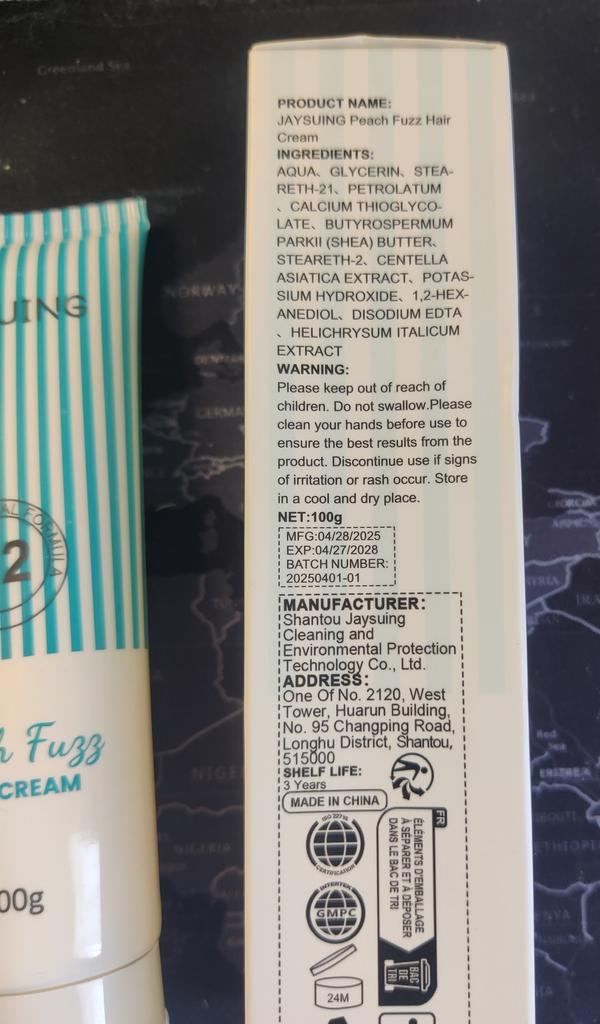 Greenland Sea
NORWAY
UING
AL FORMULA
2
h Fuzz
CREAM
00g
PRODUCT NAME:
JAYSUING Peach Fuzz Hair
Cream
INGREDIENTS:
AQUA、GLYCERIN、STEA-
RETH-21、PETROLATUM
、CALCIUM THIOGLYCO-
LATE、BUTYROSPERMUM
PARKII (SHEA) BUTTER、
STEARETH-2、CENTELLA
ASIATICA EXTRACT、POTAS-
SIUM HYDROXIDE、1,2-HEX-
ANEDIOL、DISODIUM EDTA
、HELICHRYSUM ITALICUM
EXTRACT
WARNING:
Please keep out of reach of
children. Do not swallow.Please
clean your hands before use to
ensure the best results from the
product. Discontinue use if signs
of irritation or rash occur. Store
in a cool and dry place.
NET:100g
MFG:04/28/2025
EXP:04/27/2028
BATCH NUMBER:
20250401-01
MANUFACTURER:
Shantou Jaysuing
Cleaning and
Environmental Protection
Technology Co., Ltd.
ADDRESS:
One Of No. 2120, West
Tower, Huarun Building,
No. 95 Changping Road,
Longhu District, Shantou,
515000
SHELF LIFE:
3 Years
MADE IN CHINA
ISO 22716
CERTIFICATION
GMPC
24M
FR
ÉLÉMENTS D'EMBALLAGE
À SÉPARER ET À DÉPOSER
DANS LE BAC DE TRI
BAC
DE
TRI
Red
Sea
ERITREA
NIGERIA